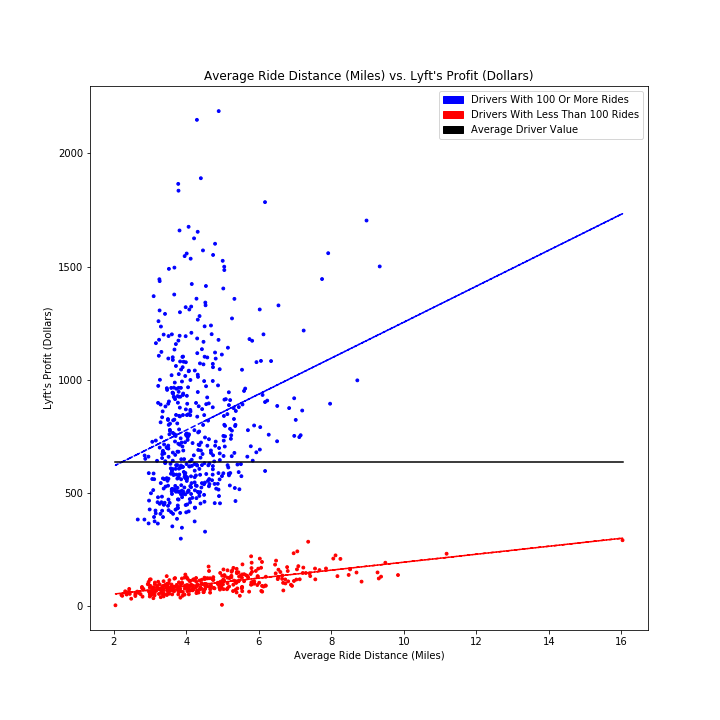 Average Ride Distance (Miles) vs. Lyft's Profit (Dollars)
Drivers With 100 Or More Rides
Drivers With Less Than 100 Rides
Average Driver Value
2000
1500
1000
500
0
Lyft's Profit (Dollars)
2 4 6 8 10 12 14 16
Average Ride Distance (Miles)